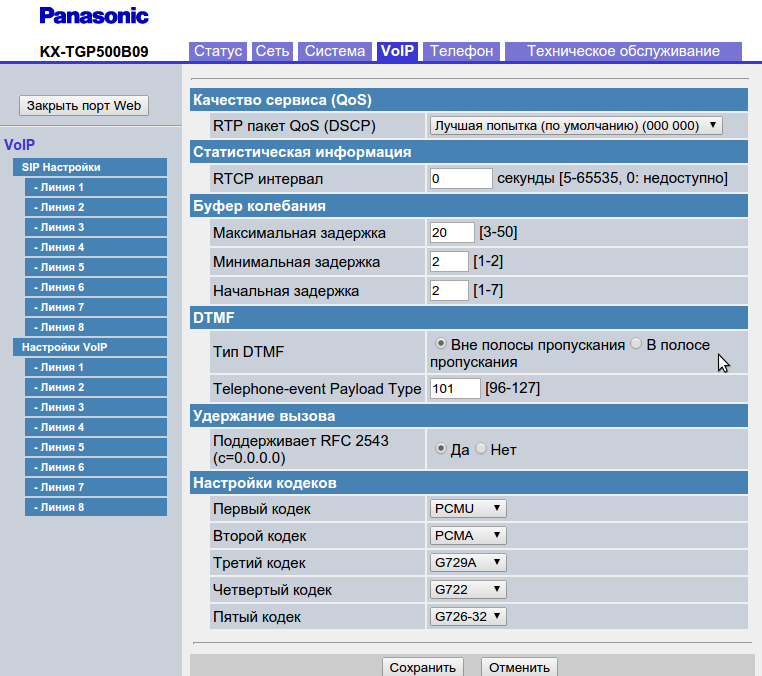 Panasonic
KX-TGP500B09
Статус Сеть Система VoIP Телефон Техническое обслуживание
Закрыть порт Web
VoIP
SIP Настройки
- Линия 1
- Линия 2
- Линия 3
- Линия 4
- Линия 5
- Линия 6
- Линия 7
- Линия 8
Настройки VoIP
- Линия 1
- Линия 2
- Линия 3
- Линия 4
- Линия 5
- Линия 6
- Линия 7
- Линия 8
Качество сервиса (QoS)
RTP пакет QoS (DSCP) Лучшая попытка (по умолчанию) (000 000)
Статистическая информация
RTCP интервал 0 секунды [5-65535, 0: недоступно]
Буфер колебания
Максимальная задержка 20 [3-50]
Минимальная задержка 2 [1-2]
Начальная задержка 2 [1-7]
DTMF
Тип DTMF Вне полосы пропускания В полосе
пропускания
Telephone-event Payload Type 101 [96-127]
Удержание вызова
Поддерживает RFC 2543
(c=0.0.0.0) Да Нет
Настройки кодеков
Первый кодек PCMU
Второй кодек PCMA
Третий кодек G729A
Четвертый кодек G722
Пятый кодек G726-32
Сохранить Отменить